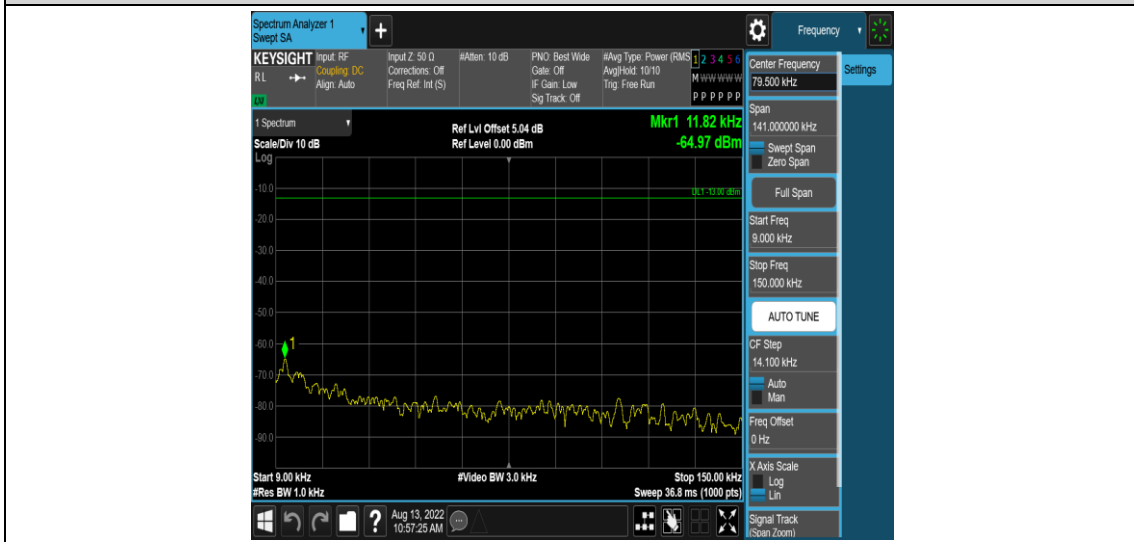 Spectrum Analyzer 1
Swept SA
+
Frequency
KEYSIGHT
RL
LXI
Input: RF
Coupling: DC
Align: Auto
Input Z: 50 Ω
Corrections: Off
Freq Ref: Int (S)
#Atten: 10 dB
PNO: Best Wide
Gate: Off
IF Gain: Low
Sig Track: Off
#Avg Type: Power (RMS
Avg|Hold: 10/10
Trig: Free Run
1 2 3 4 5 6
M W W W W W
P P P P P P
Center Frequency
79.500 kHz
Settings
Span
141.000000 kHz
Swept Span
Zero Span
Full Span
Start Freq
9.000 kHz
Stop Freq
150.000 kHz
AUTO TUNE
CF Step
14.100 kHz
Auto
Man
Freq Offset
0 Hz
X Axis Scale
Log
Lin
Signal Track
(Span Zoom)
1 Spectrum
Scale/Div 10 dB
Log
Ref Lvl Offset 5.04 dB
Ref Level 0.00 dBm
Mkr1 11.82 kHz
-64.97 dBm
DL1 -13.00 dBm
-10.0
-20.0
-30.0
-40.0
-50.0
-60.0
1
-70.0
-80.0
-90.0
Start 9.00 kHz
#Res BW 1.0 kHz
#Video BW 3.0 kHz
Stop 150.00 kHz
Sweep 36.8 ms (1000 pts)
?
Aug 13, 2022
10:57:25 AM